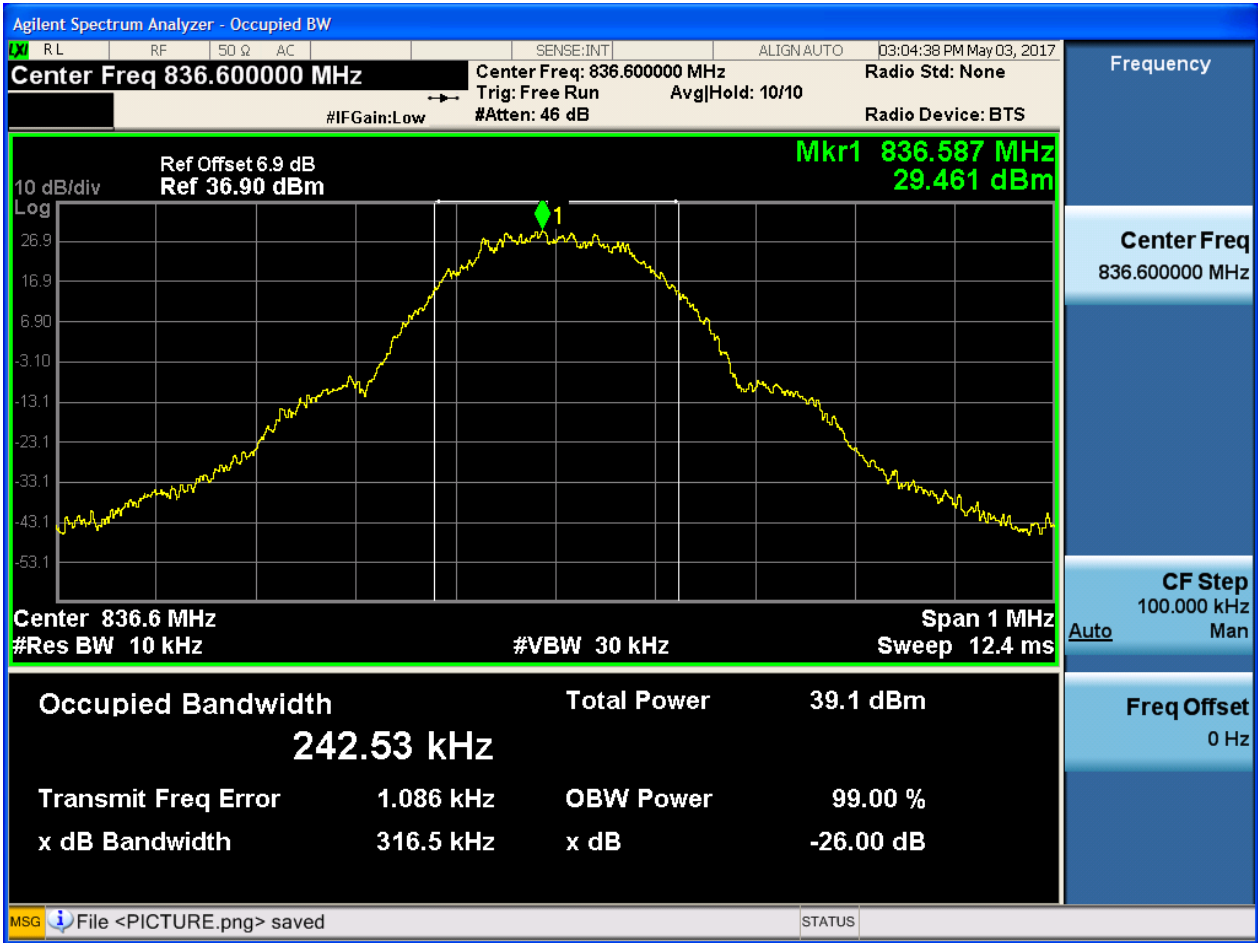 Agilent Spectrum Analyzer - Occupied BW
LXI RL RF 50 Ω AC SENSE:INT ALIGN AUTO 03:04:38 PM May 03, 2017
Center Freq 836.600000 MHz
Center Freq: 836.600000 MHz Radio Std: None
Trig: Free Run Avg|Hold: 10/10
#IFGain:Low #Atten: 46 dB Radio Device: BTS
Frequency
Mkr1 836.587 MHz
29.461 dBm
Ref Offset 6.9 dB
10 dB/div Ref 36.90 dBm
Log
1
26.9
16.9
6.90
-3.10
-13.1
-23.1
-33.1
-43.1
-53.1
Center 836.6 MHz Span 1 MHz
#Res BW 10 kHz #VBW 30 kHz Sweep 12.4 ms
Center Freq
836.600000 MHz
CF Step
100.000 kHz
Auto Man
Freq Offset
0 Hz
Occupied Bandwidth Total Power 39.1 dBm
242.53 kHz
Transmit Freq Error 1.086 kHz OBW Power 99.00 %
x dB Bandwidth 316.5 kHz x dB -26.00 dB
MSG File <PICTURE.png> saved STATUS